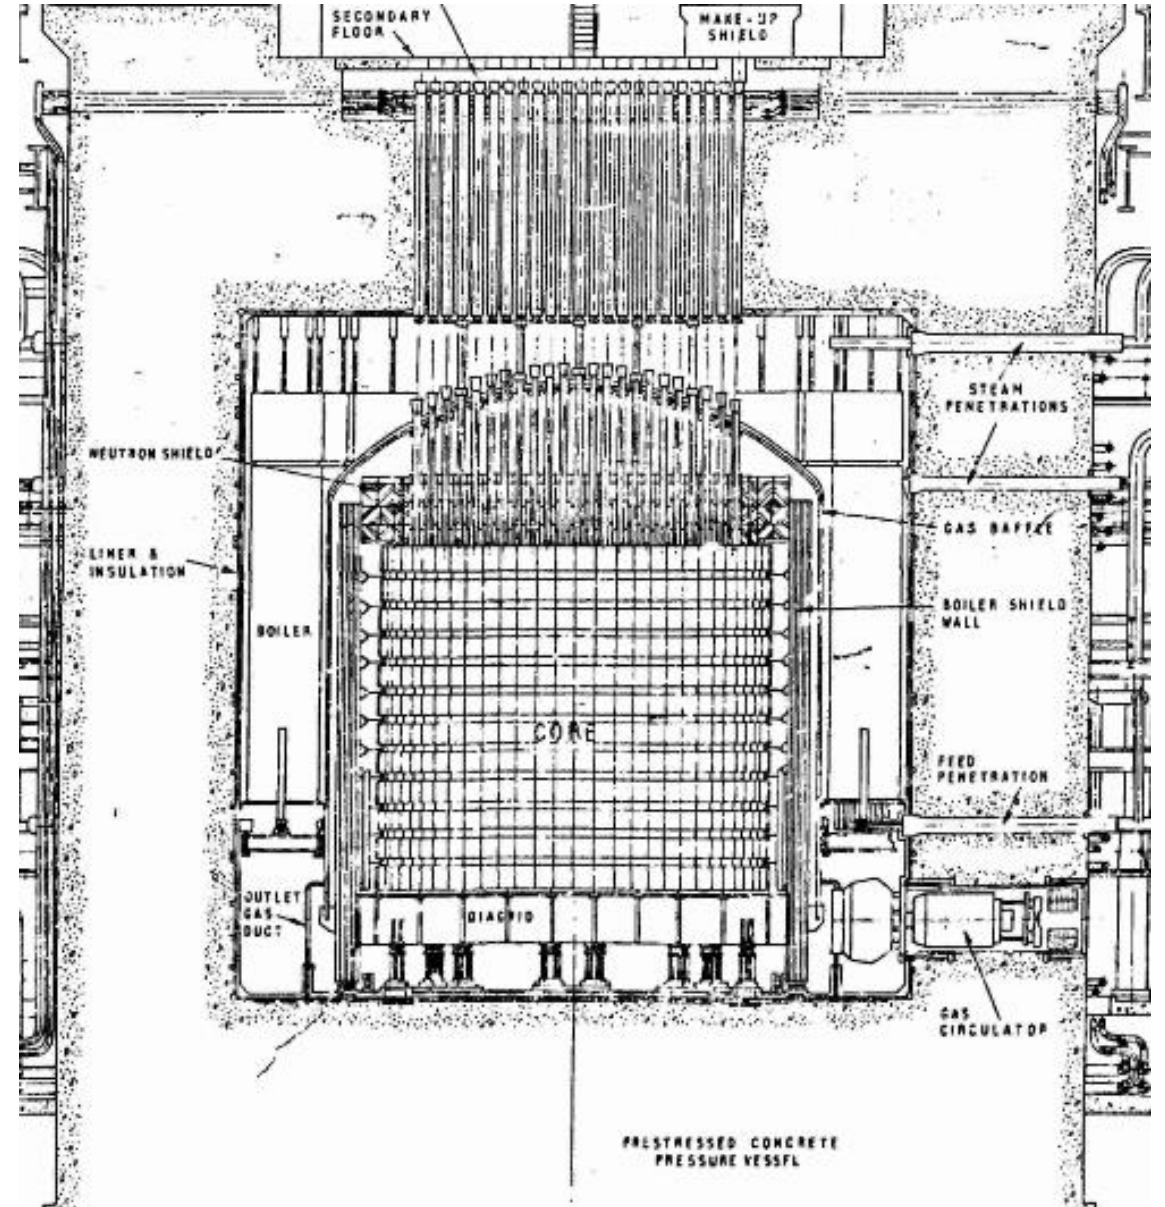 SECONDARY
FLOOR
MAKE-UP
SHIELD
STEAM
PENETRATIONS
NEUTRON SHIELD
GAS BAFFLE
LINER &
INSULATION
BOILER SHIELD
WALL
BOILER
CORE
FEED
PENETRATION
OUTLET
GAS
DUCT
DIAGRID
GAS
CIRCULATOR
PRESTRESSED CONCRETE
PRESSURE VESSEL